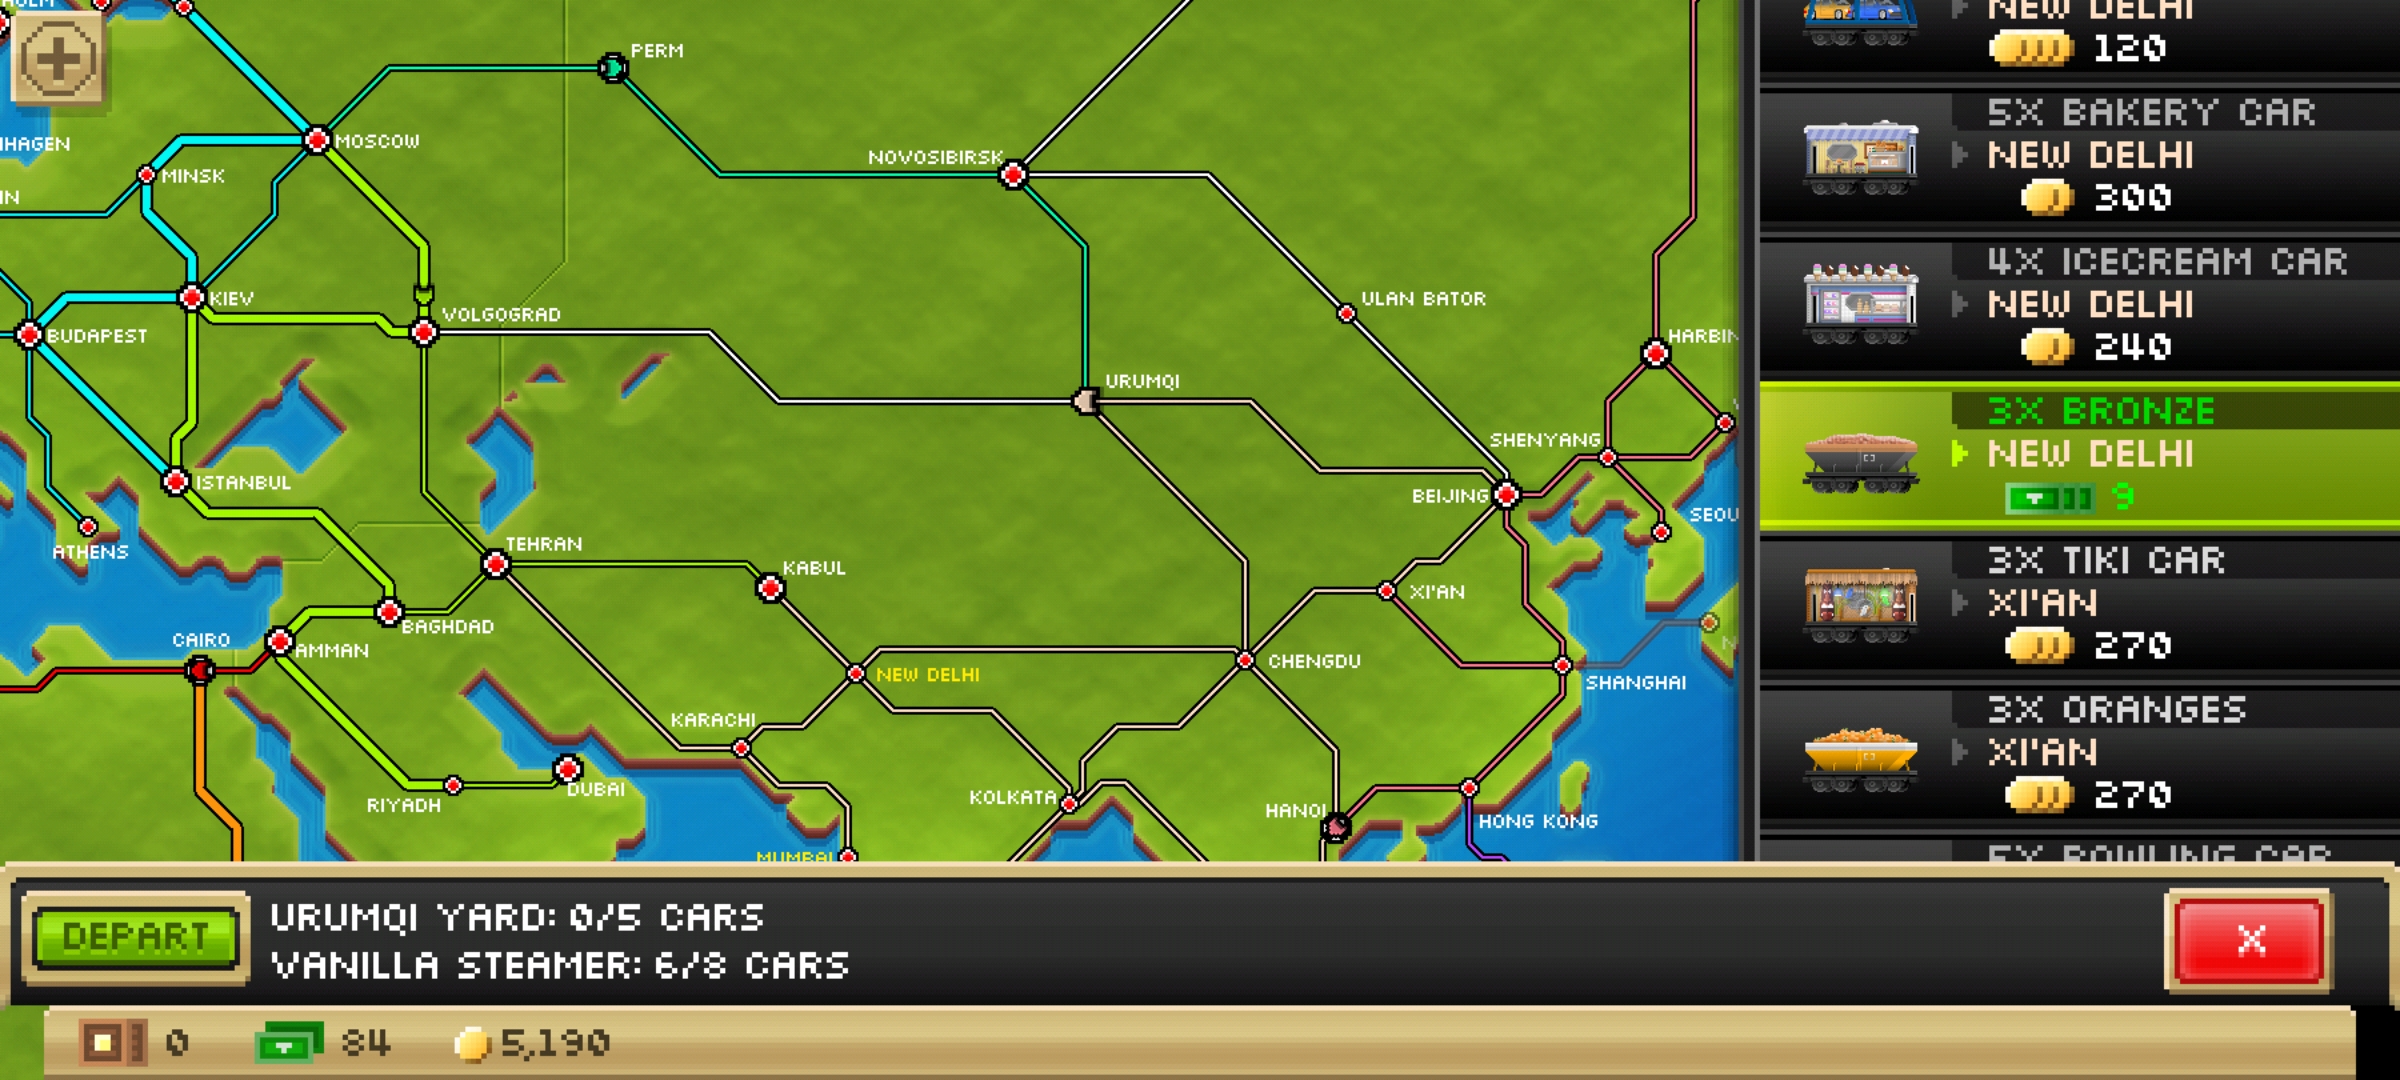 PERM
MOSCOW
NOVOSIBIRSK
MINSK
KIEV
ULAN BATOR
VOLGOGRAD
BUDAPEST
URUMQI
SHENYANG
ISTANBUL
BEIJING
ATHENS
TEHRAN
KABUL
XI'AN
BAGHDAD
CAIRO
AMMAN
CHENGDU
NEW DELHI
SHANGHAI
KARACHI
DUBAI
RIYADH
KOLKATA
HANOI
HONG KONG
MUMBAI
NEW DELHI
120
5X BAKERY CAR
NEW DELHI
300
4X ICECREAM CAR
NEW DELHI
240
3X BRONZE
NEW DELHI
9
3X TIKI CAR
XI'AN
270
3X ORANGES
XI'AN
270
5X BOWLING CAR
DEPART
URUMQI YARD: 0/5 CARS
VANILLA STEAMER: 6/8 CARS
X
0
84
5,190